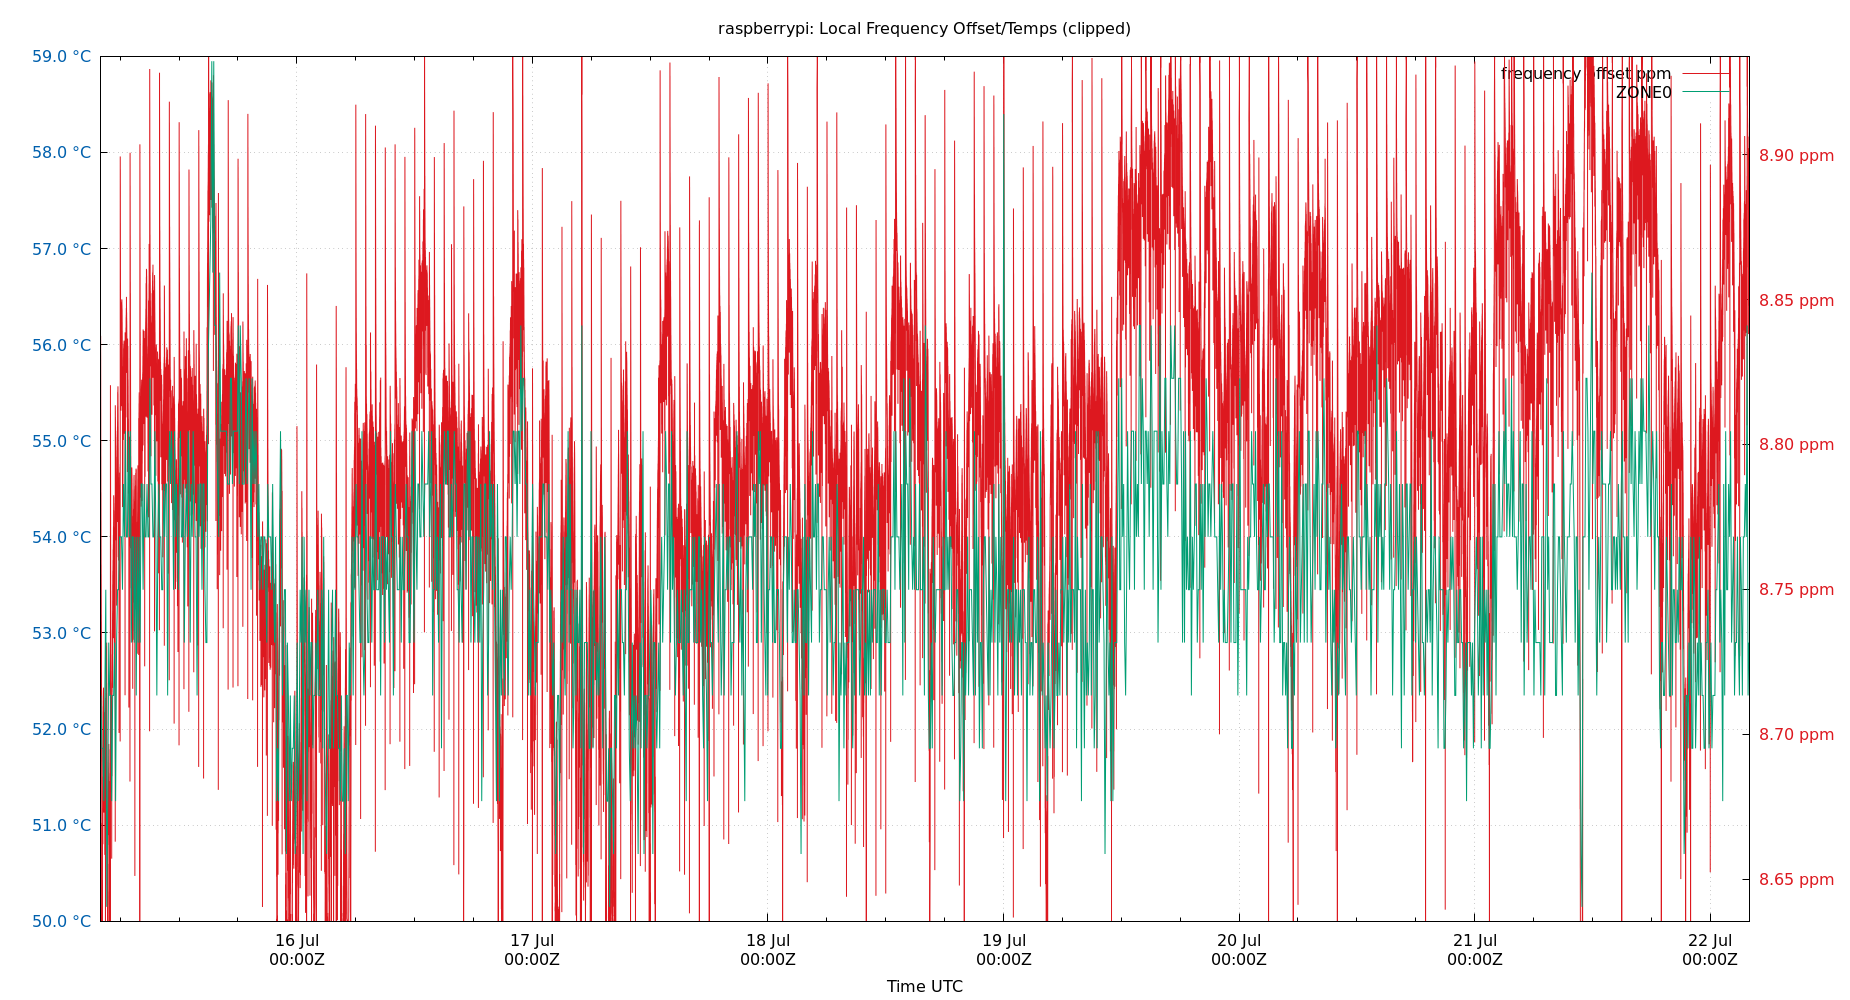 raspberrypi: Local Frequency Offset/Temps (clipped)
59.0 °C
58.0 °C
57.0 °C
56.0 °C
55.0 °C
54.0 °C
53.0 °C
52.0 °C
51.0 °C
50.0 °C
frequency offset ppm
ZONE0
8.90 ppm
8.85 ppm
8.80 ppm
8.75 ppm
8.70 ppm
8.65 ppm
16 Jul
00:00Z
17 Jul
00:00Z
18 Jul
00:00Z
19 Jul
00:00Z
20 Jul
00:00Z
21 Jul
00:00Z
22 Jul
00:00Z
Time UTC